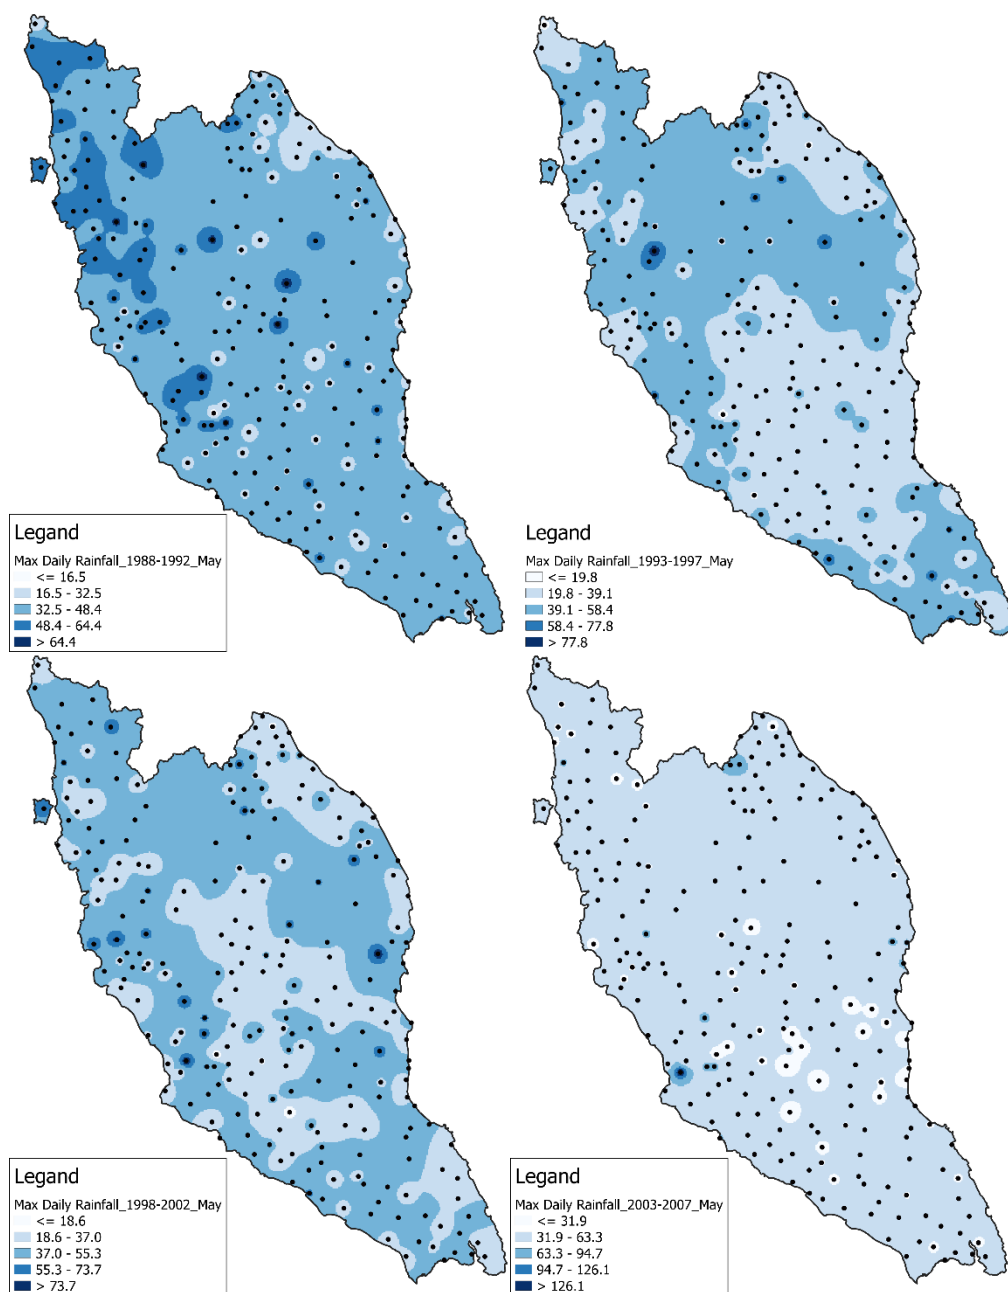 Legand
Max Daily Rainfall_1988-1992_May
<= 16.5
16.5 - 32.5
32.5 - 48.4
48.4 - 64.4
> 64.4
Legend
Max Daily Rainfall_1993-1997_May
<= 19.8
19.8 - 39.1
39.1 - 58.4
58.4 - 77.8
> 77.8
Legand
Max Daily Rainfall_1998-2002_May
<= 18.6
18.6 - 37.0
37.0 - 55.3
55.3 - 73.7
> 73.7
Legand
Max Daily Rainfall_2003-2007_May
<= 31.9
31.9 - 63.3
63.3 - 94.7
94.7 - 126.1
> 126.1